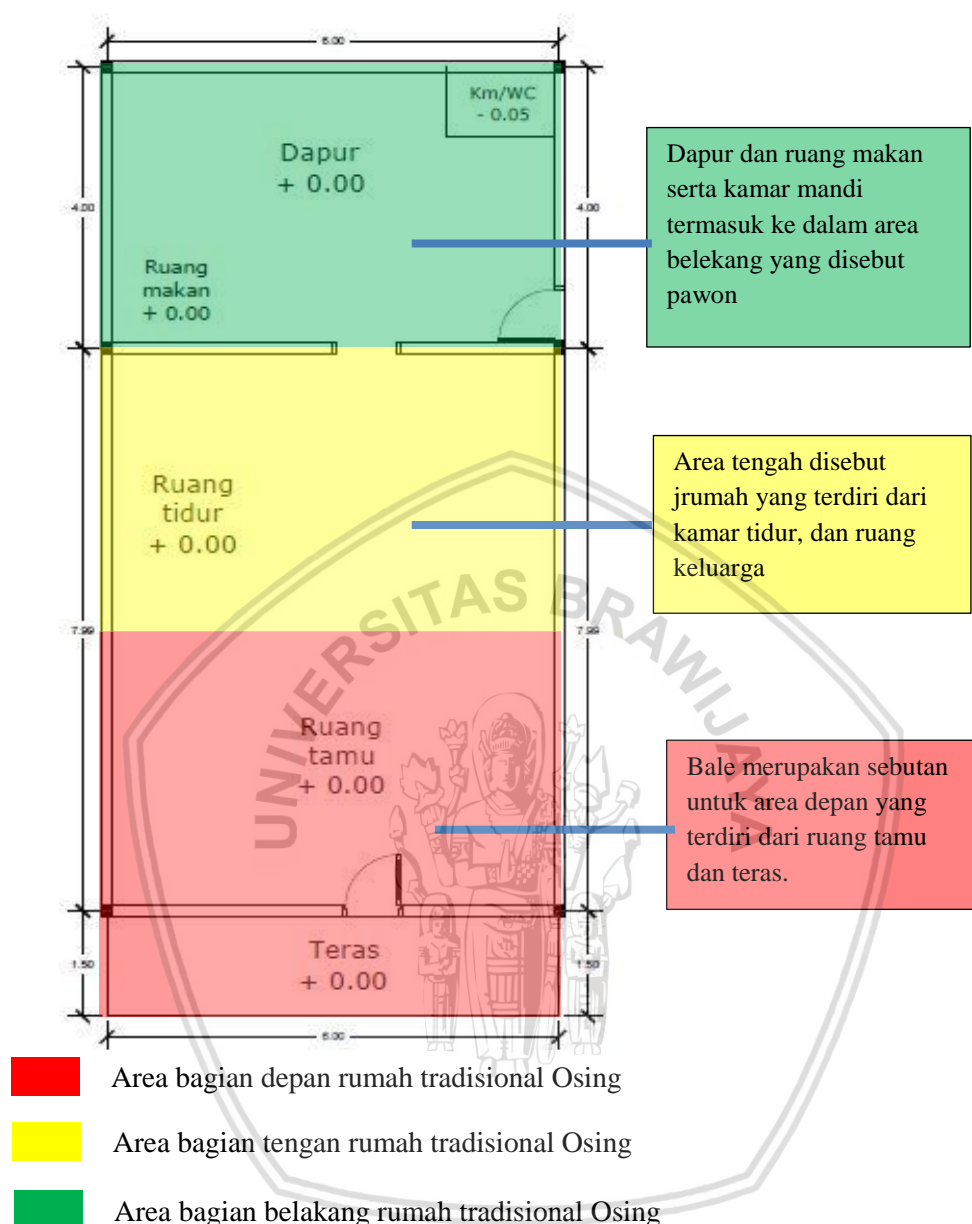 6.00
Km/WC
- 0.05
Dapur
+ 0.00
4.00
4.00
Ruang
makan
+ 0.00
Dapur dan ruang makan
serta kamar mandi
termasuk ke dalam area
belekang yang disebut
pawon
Ruang
tidur
+ 0.00
Area tengah disebut
jrumah yang terdiri dari
kamar tidur, dan ruang
keluarga
7.99
7.99
UNIVERSITAS BRAWIJAYA
Ruang
tamu
+ 0.00
Bale merupakan sebutan
untuk area depan yang
terdiri dari ruang tamu
dan teras.
Teras
+ 0.00
1.50
1.50
6.00
Area bagian depan rumah tradisional Osing
Area bagian tengan rumah tradisional Osing
Area bagian belakang rumah tradisional Osing